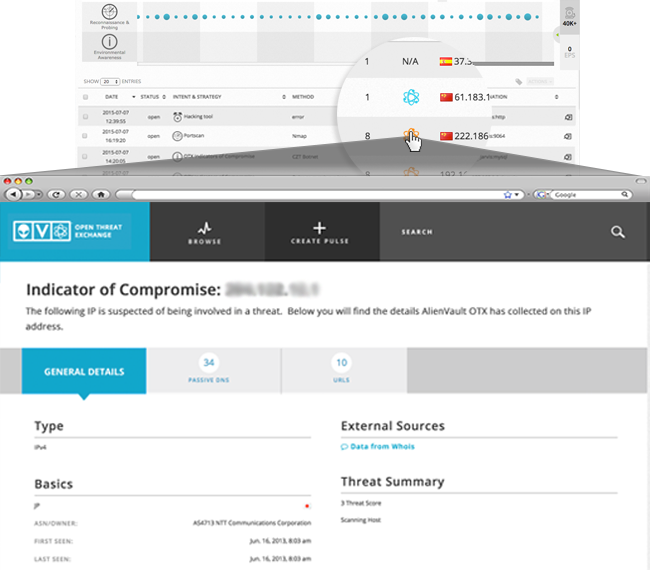 Reconnaissance &
Probing
Environmental
Awareness
40K+
0
EPS
SHOW 20 ENTRIES
DATE STATUS INTENT & STRATEGY METHOD
1 N/A 37.3
1 61.183.1
8 222.186
2015-07-07
12:39:55 open Hacking tool error
2015-07-07
16:19:20 open Portscan Nmap
2015-07-07
14:20:05 open OTX Indicators of Compromise
Google
OPEN THREAT
EXCHANGE
BROWSE
CREATE PULSE
SEARCH
Indicator of Compromise:
The following IP is suspected of being involved in a threat. Below you will find the details AlienVault OTX has collected on this IP
address.
GENERAL DETAILS
34
PASSIVE DNS
10
URLS
Type
IPv4
External Sources
Data from Whois
Basics
JP
ASN/OWNER: AS4713 NTT Communications Corporation
FIRST SEEN: Jun. 16, 2013, 8:03 am
LAST SEEN: Jun. 16, 2013, 8:03 am
Threat Summary
3 Threat Score
Scanning Host